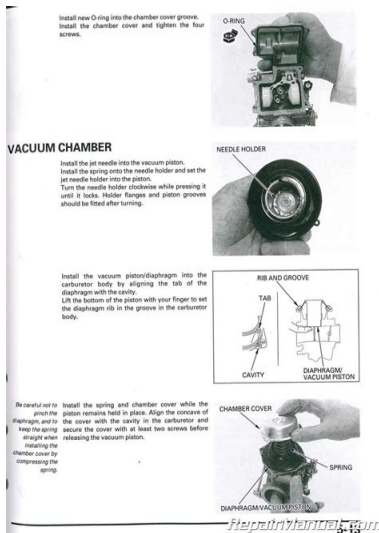 Install new O-ring into the chamber cover groove.
Install the chamber cover and tighten the four
screws.
O-RING
VACUUM CHAMBER
Install the jet needle into the vacuum piston.
Install the spring onto the needle holder and set the
jet needle holder into the piston.
Turn the needle holder clockwise while pressing it
until it locks. Holder flanges and piston grooves
should be fitted after turning.
NEEDLE HOLDER
Install the vacuum piston/diaphragm into the
carburetor body by aligning the tab of the
diaphragm with the cavity.
Lift the bottom of the piston with your finger to set
the diaphragm rib in the groove in the carburetor
body.
RIB AND GROOVE
TAB
CAVITY
DIAPHRAGM/
VACUUM PISTON
Be careful not to
pinch the
diaphragm, and to
keep the spring
straight when
installing the
chamber cover by
compressing the
spring.
Install the spring and chamber cover while the
piston remains held in place. Align the concave of
the cover with the cavity in the carburetor and
secure the cover with at least two screws before
releasing the vacuum piston.
CHAMBER COVER
SPRING
DIAPHRAGM/VACUUM PISTON
RepairManual.com
5-13